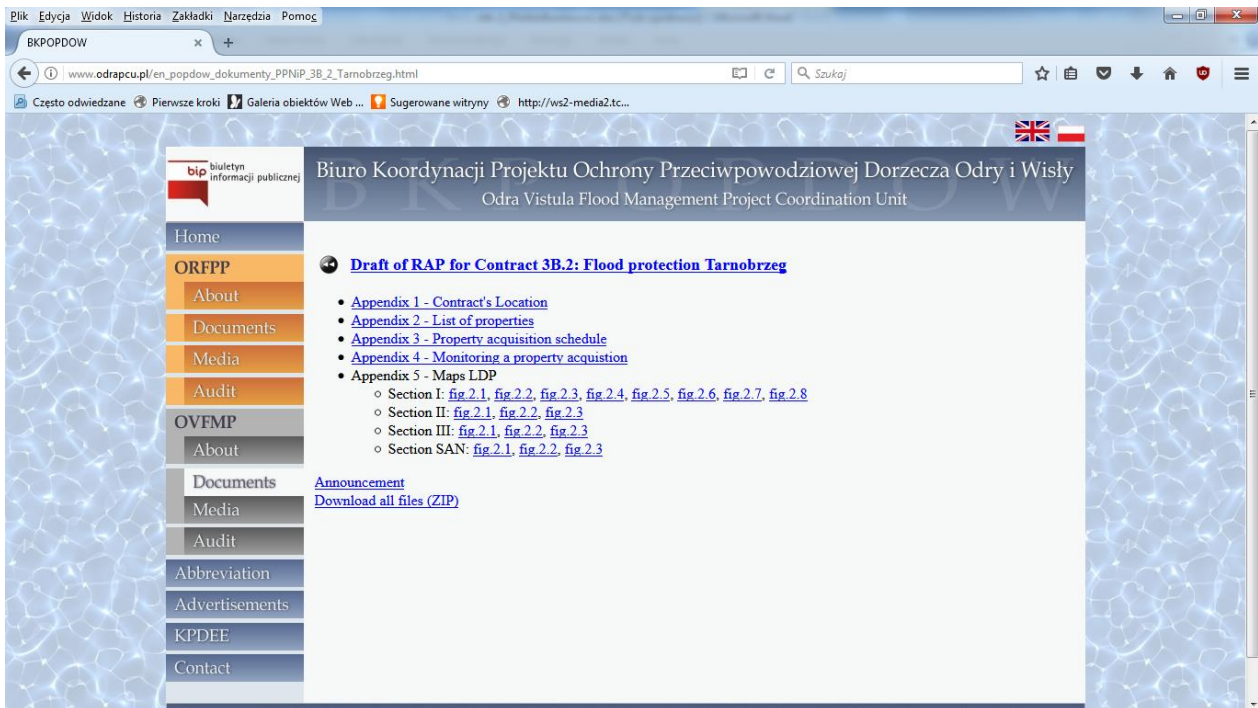 Plik Edycja Widok Historia Zakładki Narzędzia Pomoc
BKPOPDOW
www.odrapcu.pl/en_popdow_dokumenty_PPNiP_3B_2_Tarnobrzeg.html
Szukaj
Często odwiedzane Pierwsze kroki Galeria obiektów Web ... Sugerowane witryny http://ws2-media2.tc...
bip biuletyn informacji publicznej
Biuro Koordynacji Projektu Ochrony Przeciwpowodziowej Dorzecza Odry i Wisły
Odra Vistula Flood Management Project Coordination Unit
BKPOPDOW
Home
ORFPP
About
Documents
Media
Audit
OVFMP
About
Documents
Media
Audit
Abbreviation
Advertisements
KPDEE
Contact
Draft of RAP for Contract 3B.2: Flood protection Tarnobrzeg
Appendix 1 - Contract's Location
Appendix 2 - List of properties
Appendix 3 - Property acquisition schedule
Appendix 4 - Monitoring a property acquistion
Appendix 5 - Maps LDP
Section I: fig.2.1, fig.2.2, fig.2.3, fig.2.4, fig.2.5, fig.2.6, fig.2.7, fig.2.8
Section II: fig.2.1, fig.2.2, fig.2.3
Section III: fig.2.1, fig.2.2, fig.2.3
Section SAN: fig.2.1, fig.2.2, fig.2.3
Announcement
Download all files (ZIP)